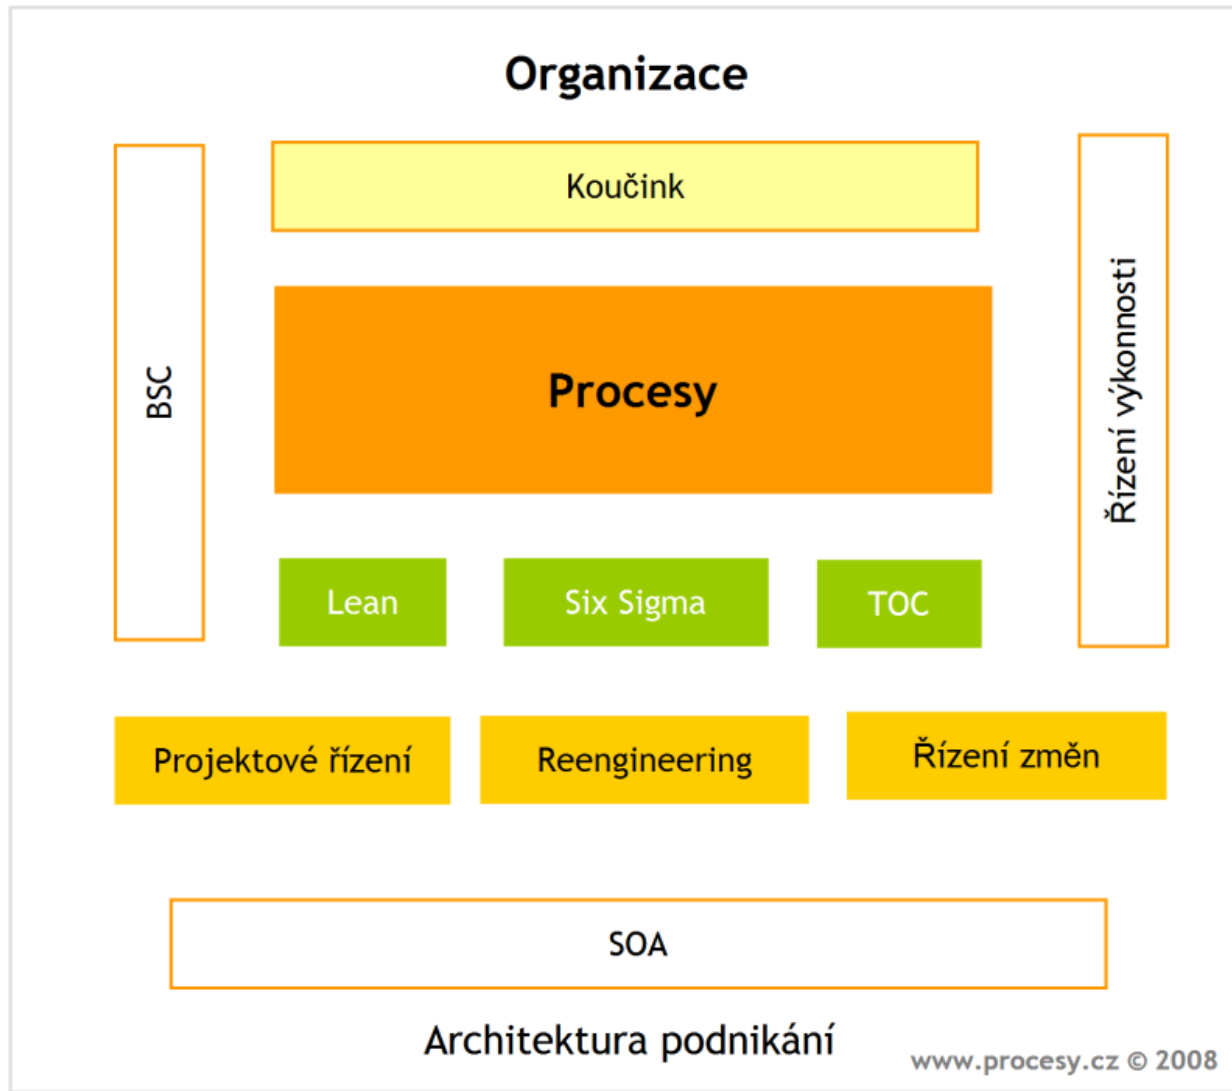 Organizace
Koučink
BSC
Procesy
Řízení výkonnosti
Lean
Six Sigma
TOC
Projektové řízení
Reengineering
Řízení změn
SOA
Architektura podnikání
www.procesy.cz © 2008